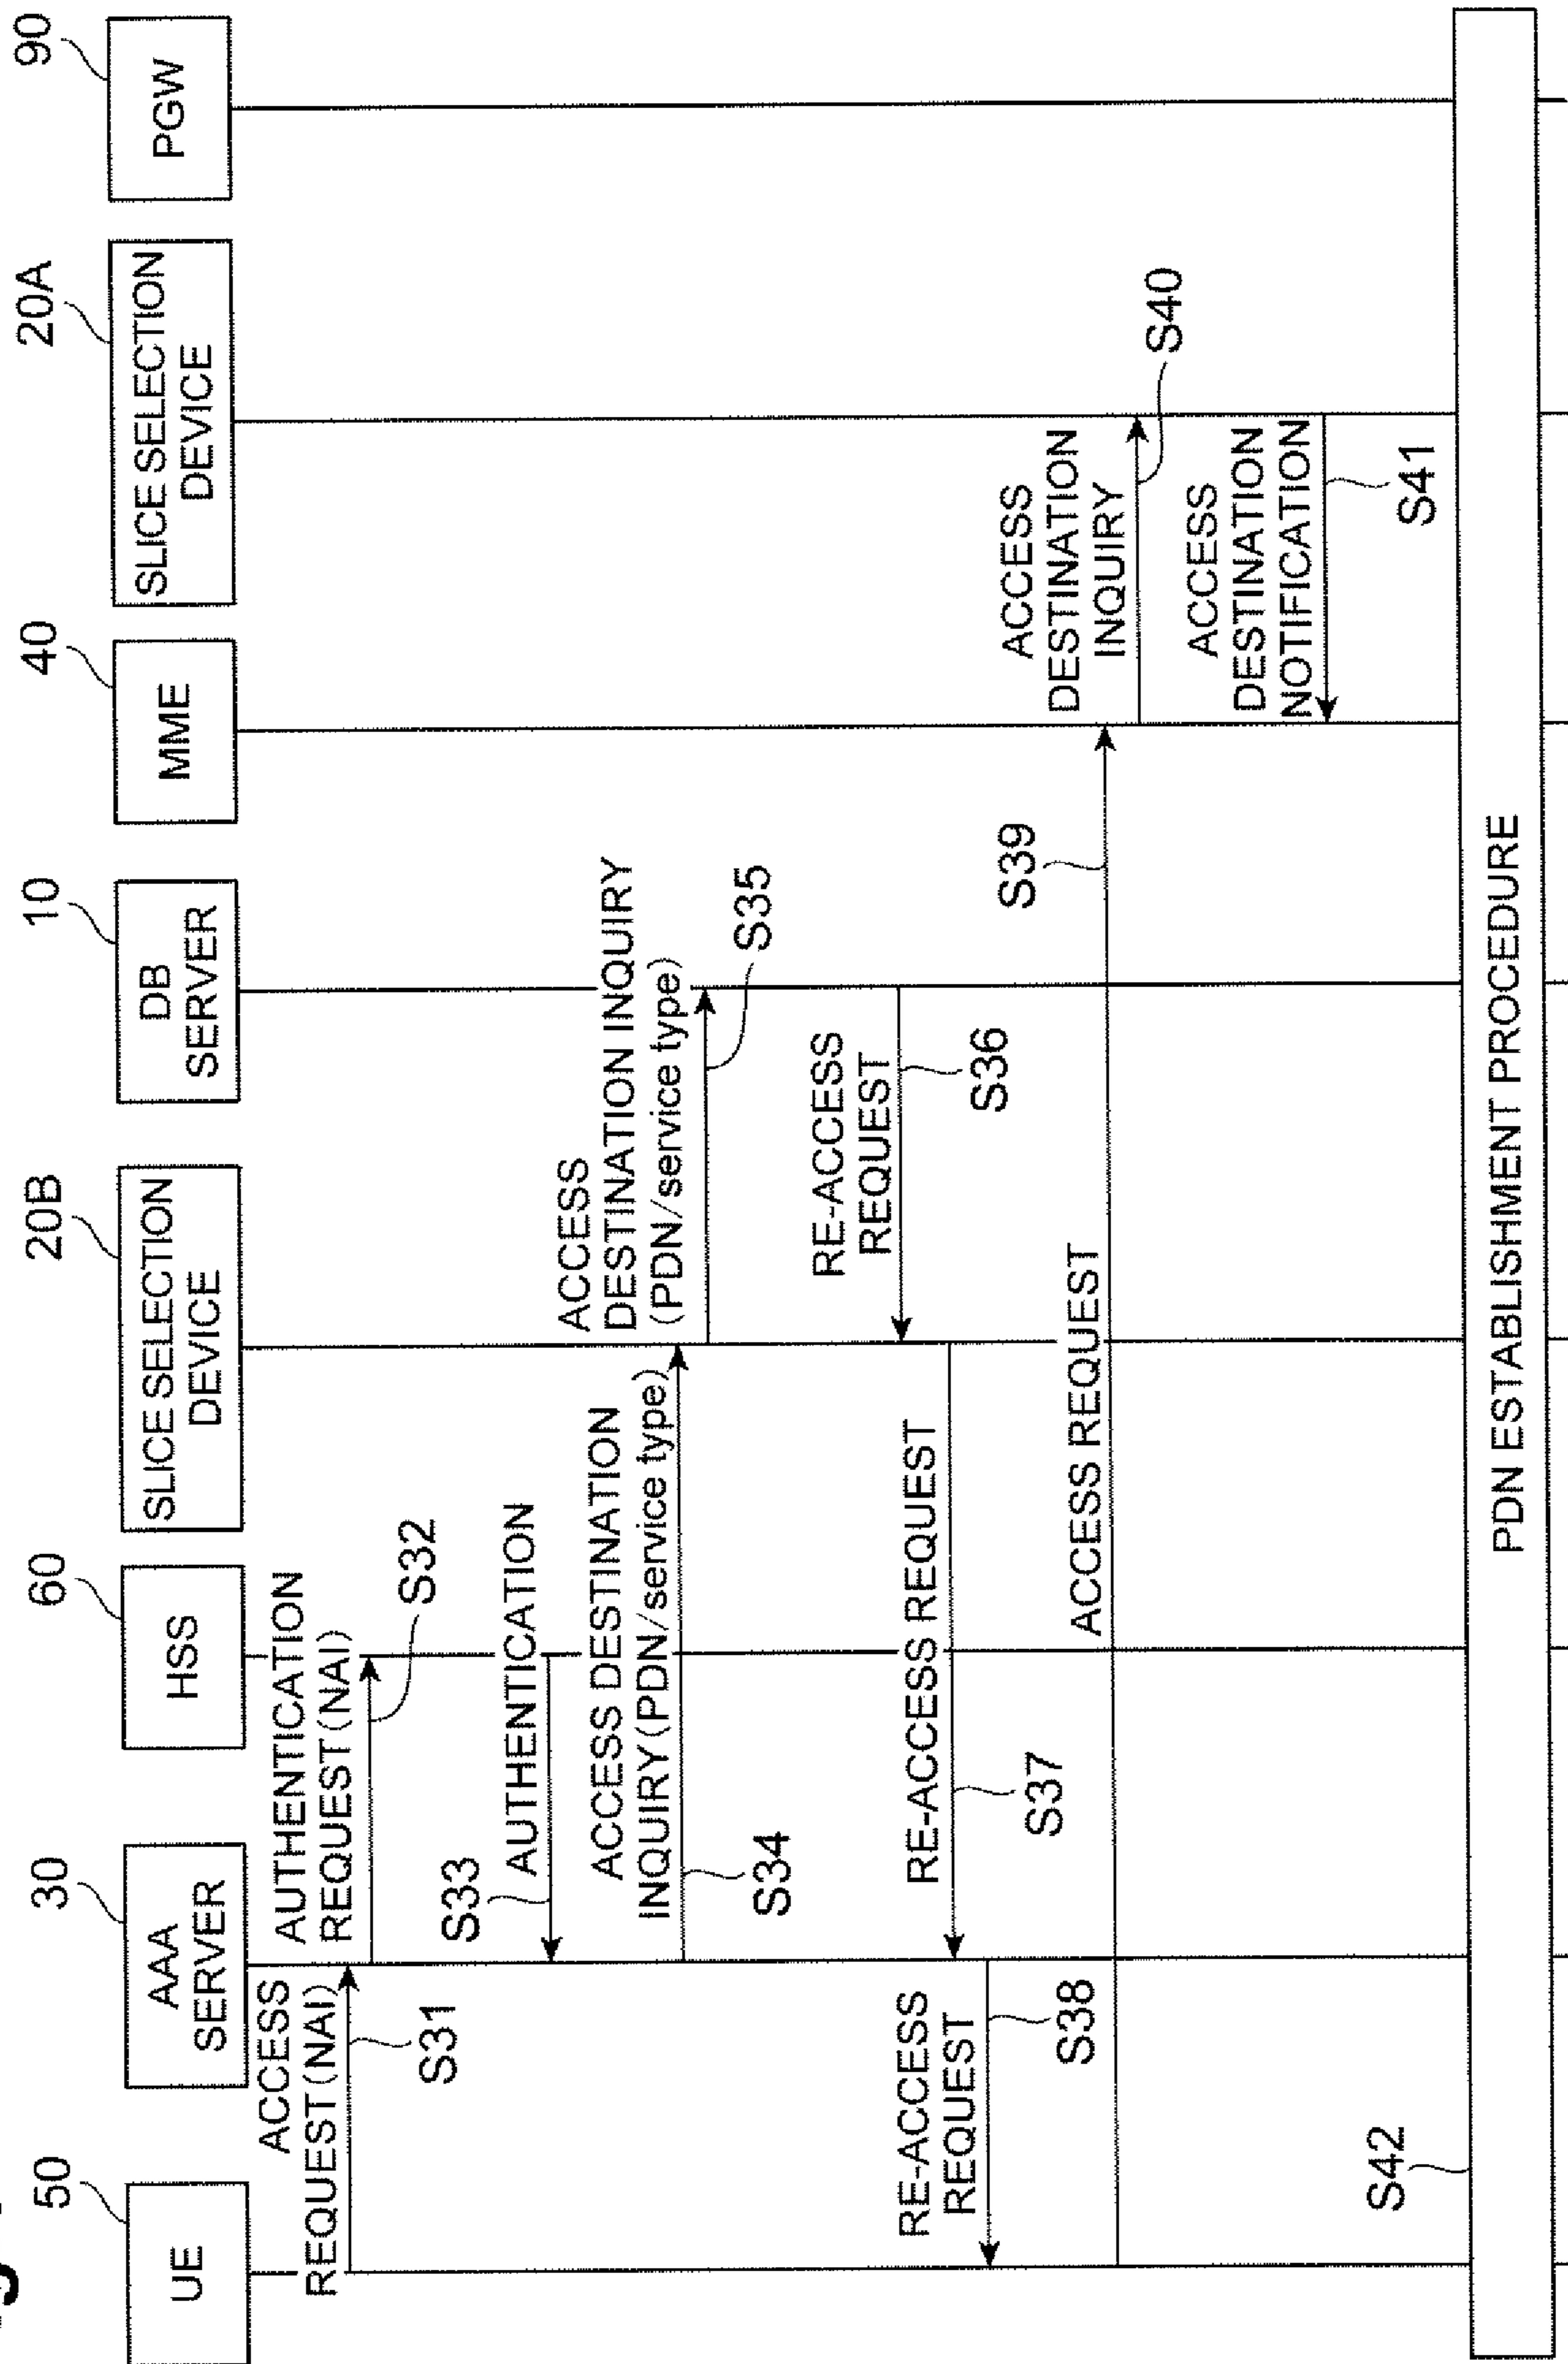 50
UE
30
AAA
SERVER
60
HSS
20B
SLICE SELECTION
DEVICE
10
DB
SERVER
40
MME
20A
SLICE SELECTION
DEVICE
90
PGW
ACCESS
REQUEST(NAI)
S31
AUTHENTICATION
REQUEST(NAI)
S32
AUTHENTICATION
S33
ACCESS DESTINATION
INQUIRY(PDN/service type)
S34
ACCESS
DESTINATION INQUIRY
(PDN/service type)
S35
RE-ACCESS
REQUEST
S36
RE-ACCESS REQUEST
S37
RE-ACCESS
REQUEST
S38
ACCESS REQUEST
S39
ACCESS
DESTINATION
INQUIRY
S40
ACCESS
DESTINATION
NOTIFICATION
S41
S42
PDN ESTABLISHMENT PROCEDURE